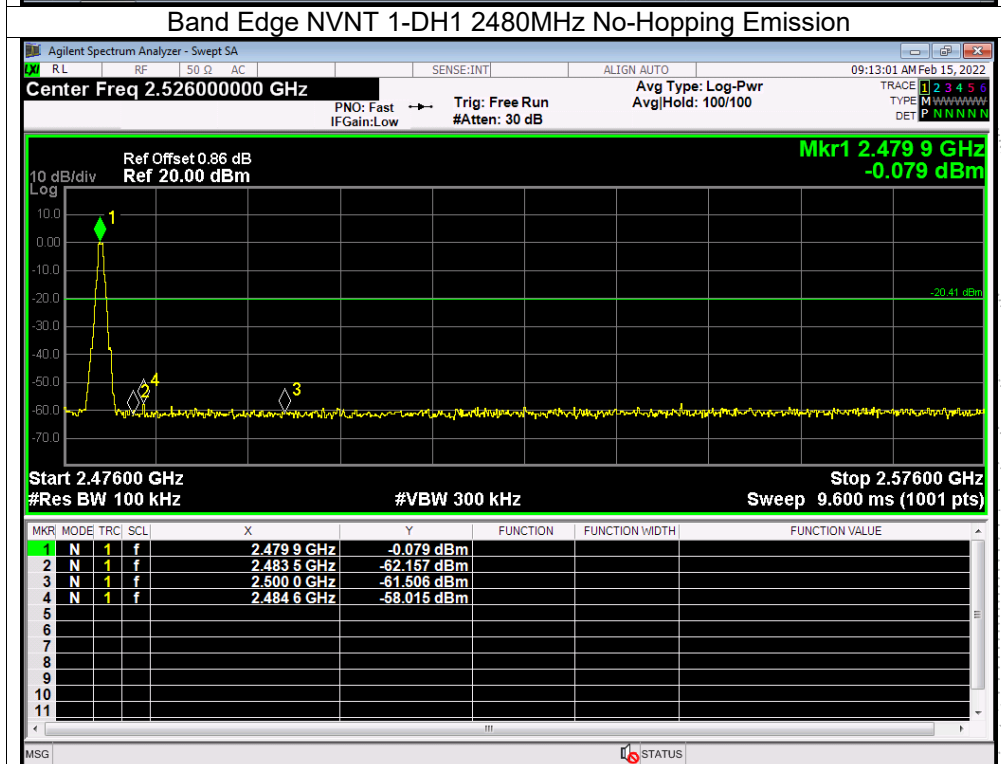 Band Edge NVNT 1-DH1 2480MHz No-Hopping Emission
Agilent Spectrum Analyzer - Swept SA
LXI RL RF 50 Ω AC SENSE:INT ALIGN AUTO 09:13:01 AM Feb 15, 2022
Center Freq 2.526000000 GHz Avg Type: Log-Pwr TRACE 1 2 3 4 5 6
PNO: Fast Trig: Free Run Avg|Hold: 100/100 TYPE M WWWWW
IFGain:Low #Atten: 30 dB DET P N N N N N
Mkr1 2.479 9 GHz
Ref Offset 0.86 dB
10 dB/div Ref 20.00 dBm -0.079 dBm
Log
10.0
1
0.00
-10.0
-20.0
-20.41 dBm
-30.0
-40.0
-50.0
2 4 3
-60.0
-70.0
Start 2.47600 GHz Stop 2.57600 GHz
#Res BW 100 kHz #VBW 300 kHz Sweep 9.600 ms (1001 pts)
MKR MODE TRC SCL X Y FUNCTION FUNCTION WIDTH FUNCTION VALUE
1 N 1 f 2.479 9 GHz -0.079 dBm
2 N 1 f 2.483 5 GHz -62.157 dBm
3 N 1 f 2.500 0 GHz -61.506 dBm
4 N 1 f 2.484 6 GHz -58.015 dBm
5
6
7
8
9
10
11
MSG STATUS